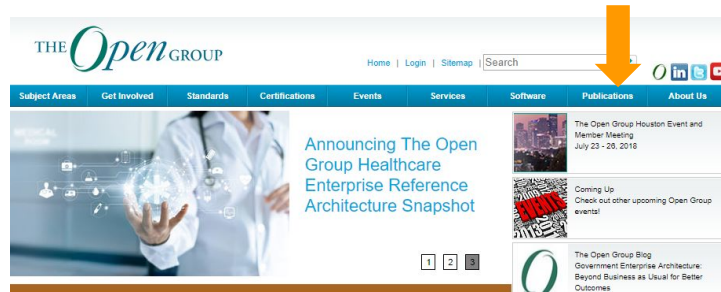 THE Open GROUP
Home | Login | Sitemap | Search
in
Subject Areas Get Involved Standards Certifications Events Services Software Publications About Us
Announcing The Open
Group Healthcare
Enterprise Reference
Architecture Snapshot
1 2 3
The Open Group Houston Event and
Member Meeting
July 23 - 26, 2018
EVENTS
Coming Up
Check out other upcoming Open Group
events!
The Open Group Blog
Government Enterprise Architecture:
Beyond Business as Usual for Better
Outcomes